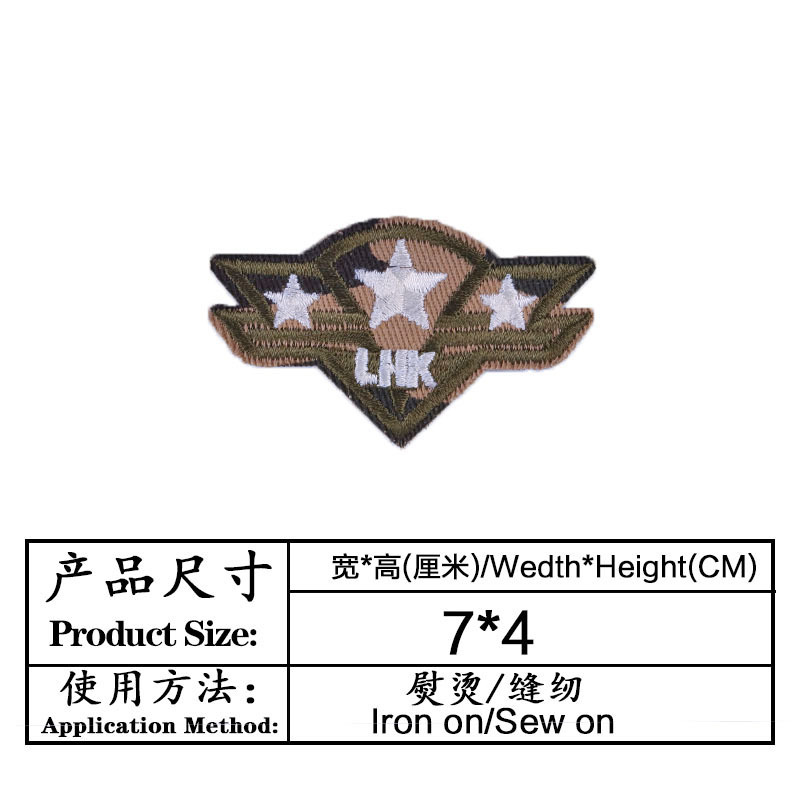 LHK
产品尺寸
Product Size:
宽*高(厘米)/Wedth*Height(CM)
7*4
使用方法：
Application Method:
熨烫/缝纫
Iron on/Sew on